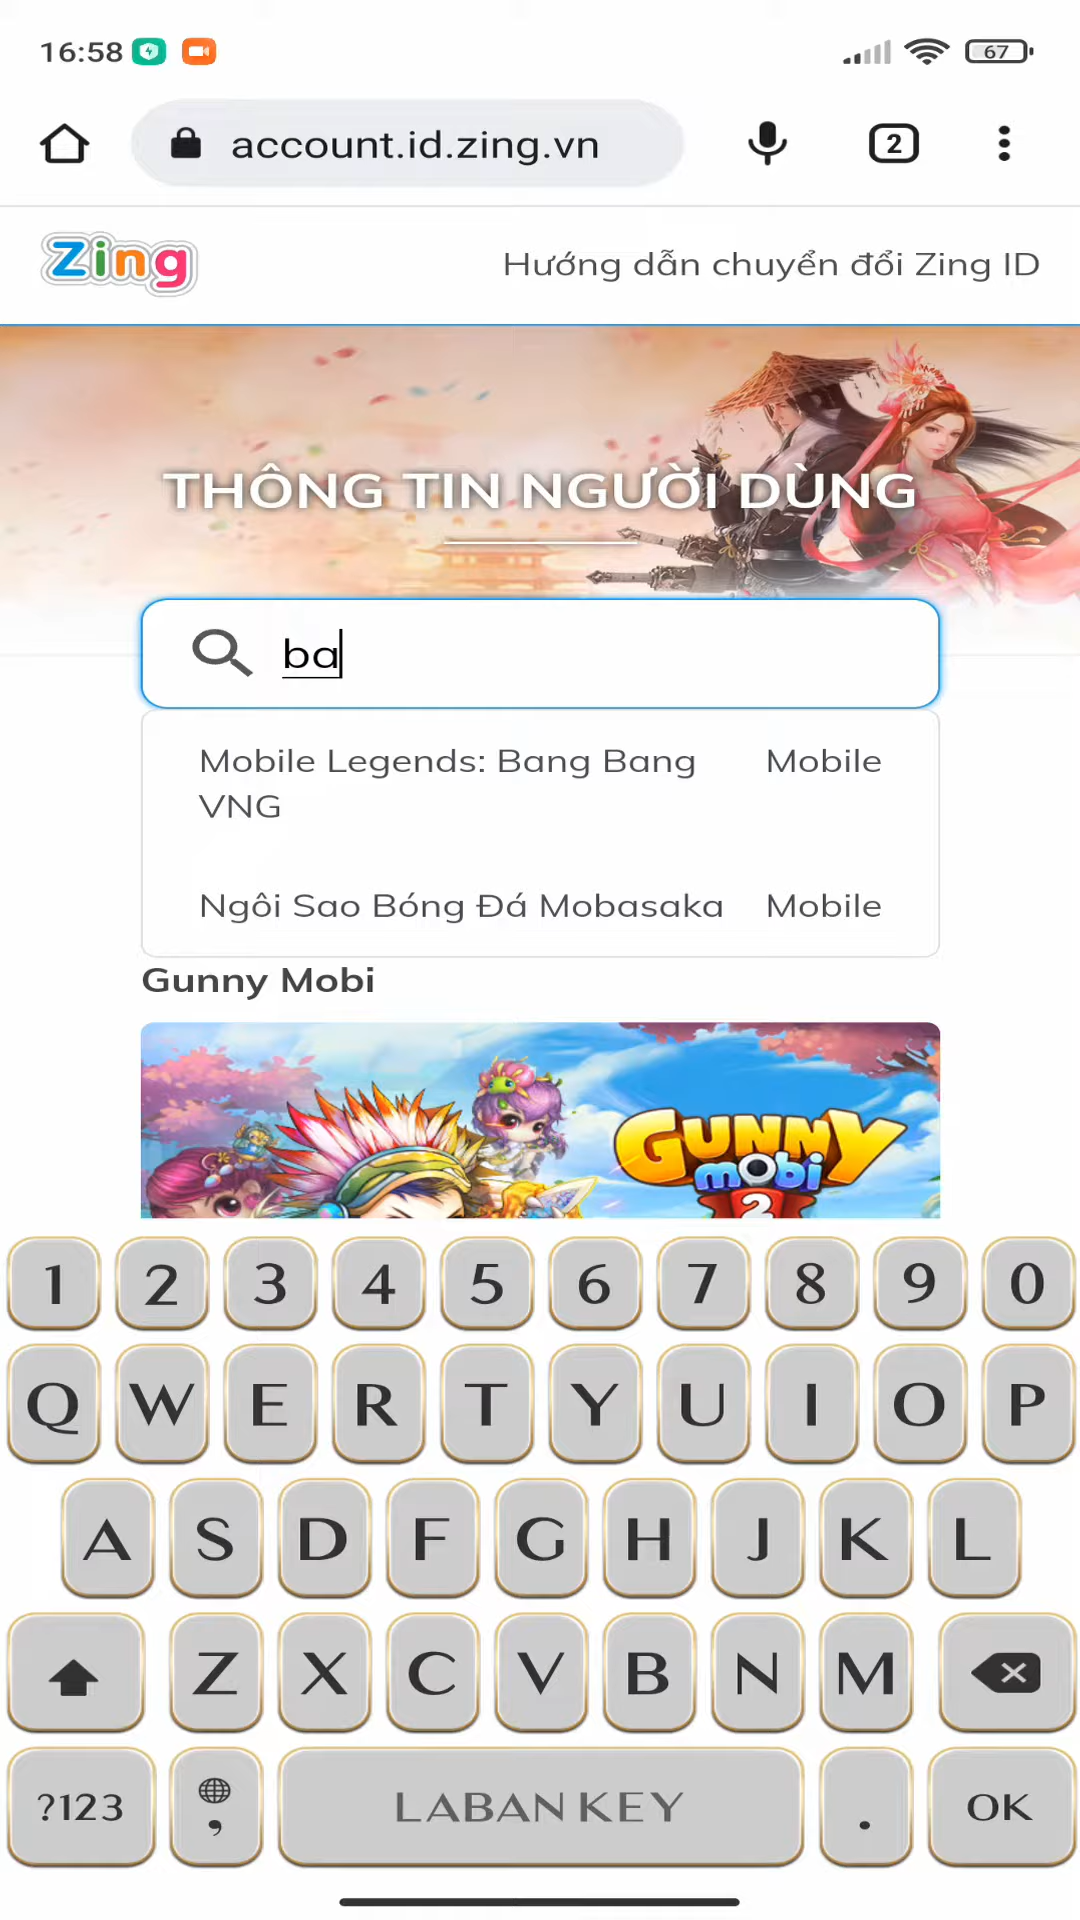 16:58
67
account.id.zing.vn
2
Zing
Hướng dẫn chuyển đổi Zing ID
THÔNG TIN NGƯỜI DÙNG
ba
Mobile Legends: Bang Bang Mobile
VNG
Ngôi Sao Bóng Đá Mobasaka Mobile
Gunny Mobi
GUNNY
mobi
2
1 2 3 4 5 6 7 8 9 0
Q W E R T Y U I O P
A S D F G H J K L
Z X C V B N M
?123 , LABAN KEY . OK